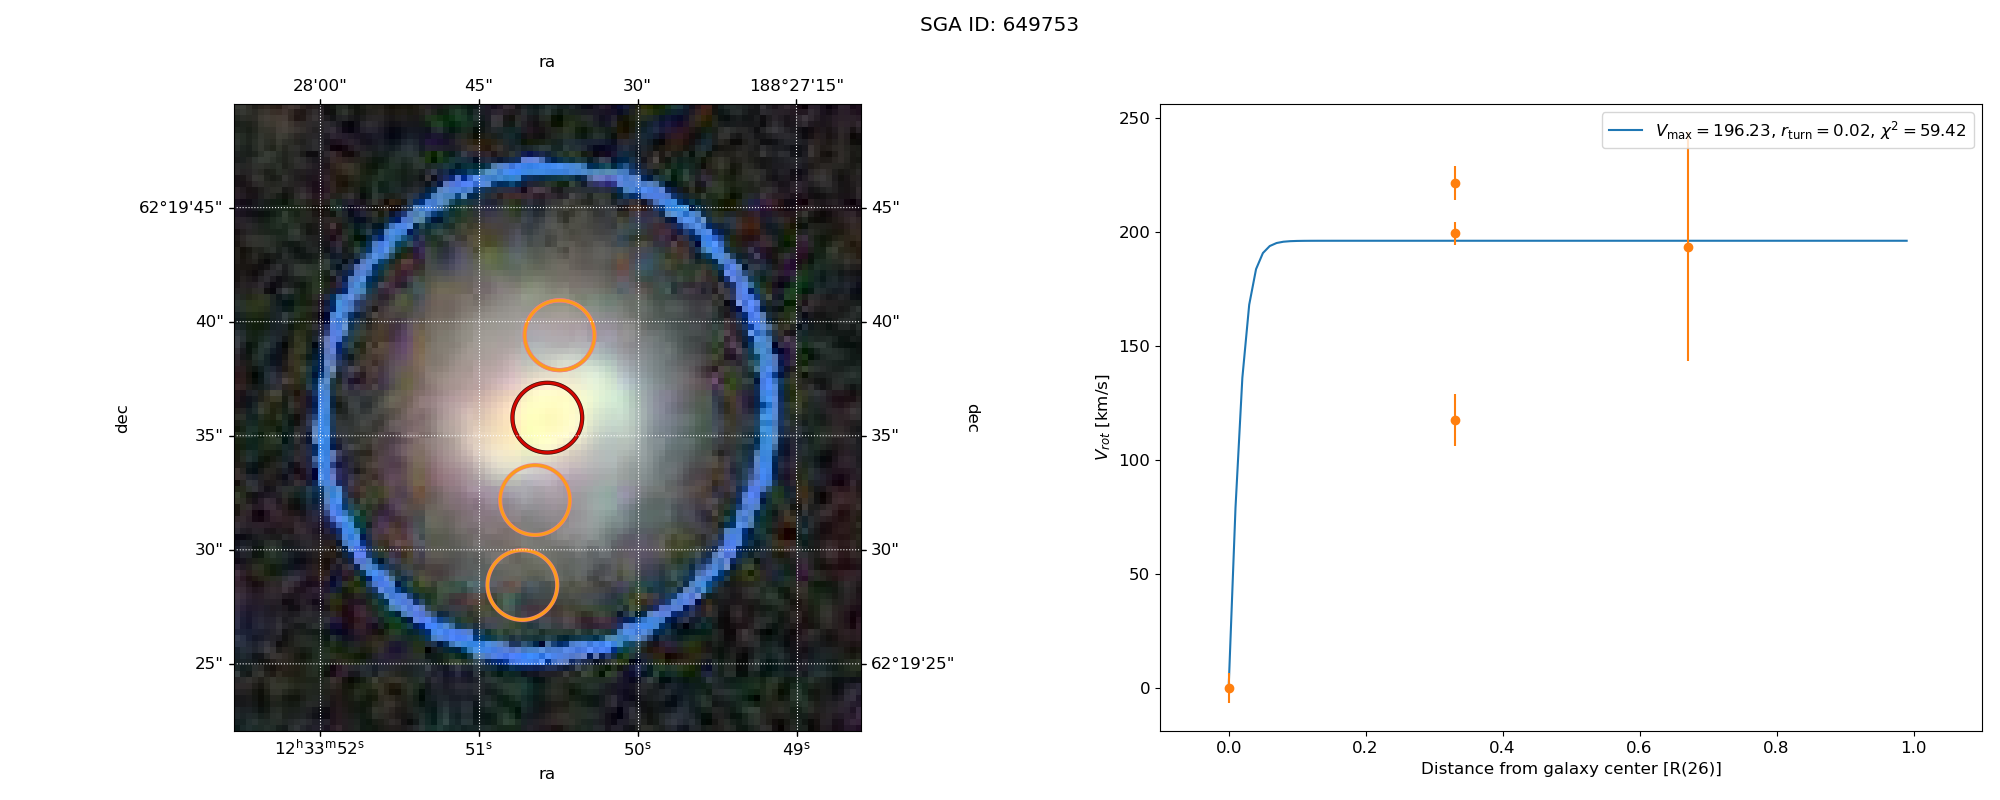 SGA ID: 649753
ra
28'00" 45" 30" 188°27'15"
62°19'45" 45"
40" 40"
35" 35"
30" 30"
25" 62°19'25"
dec
dec
12ʰ33ᵐ52ˢ 51ˢ 50ˢ 49ˢ
ra
V_max = 196.23, r_turn = 0.02, χ² = 59.42
250
200
150
100
50
0
V_rot [km/s]
0.0 0.2 0.4 0.6 0.8 1.0
Distance from galaxy center [R(26)]